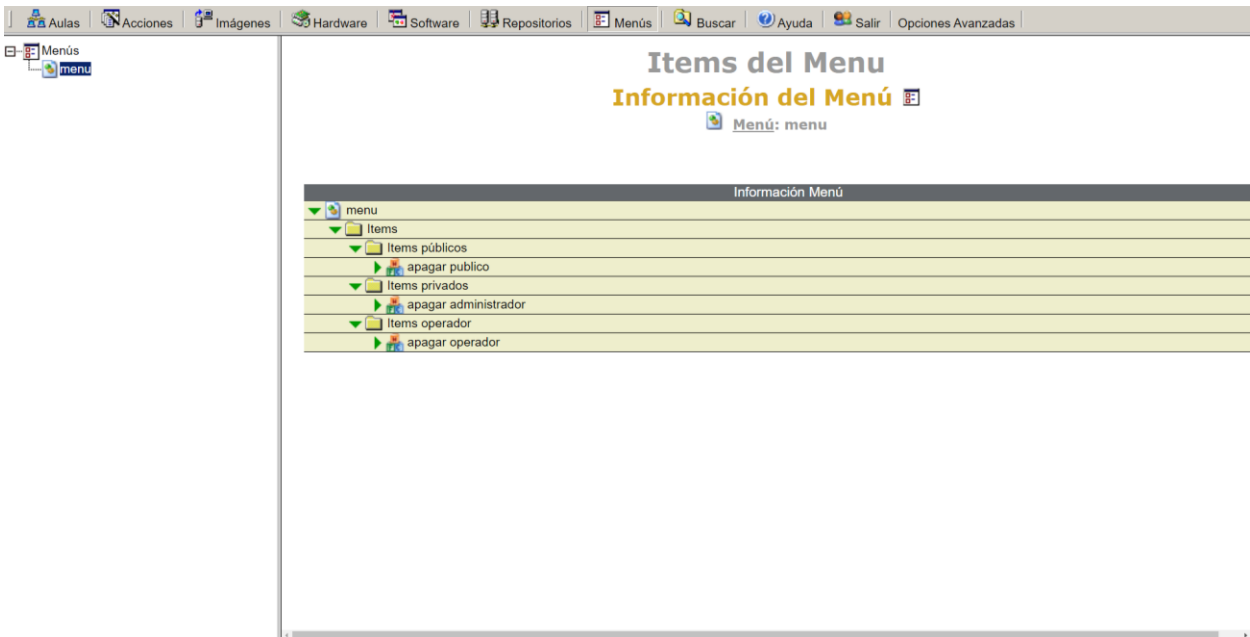 Aulas Acciones Imágenes Hardware Software Repositorios Menús Buscar Ayuda Salir Opciones Avanzadas
Menús
menu
Items del Menu
Información del Menú
Menú: menu
Información Menú
menu
Items
Items públicos
apagar publico
Items privados
apagar administrador
Items operador
apagar operador